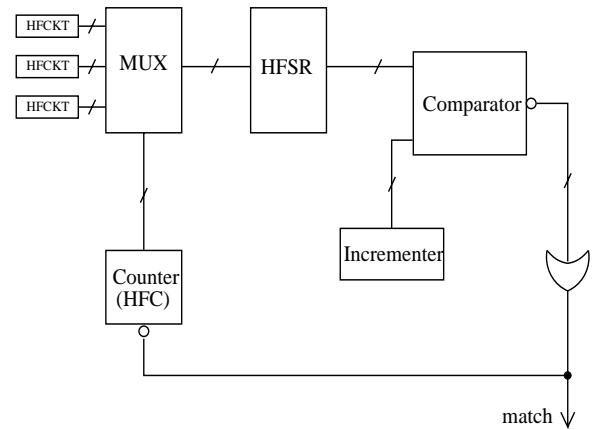 HFCKT
HFCKT
HFCKT
MUX
HFSR
Comparator
Incrementer
Counter
(HFC)
match